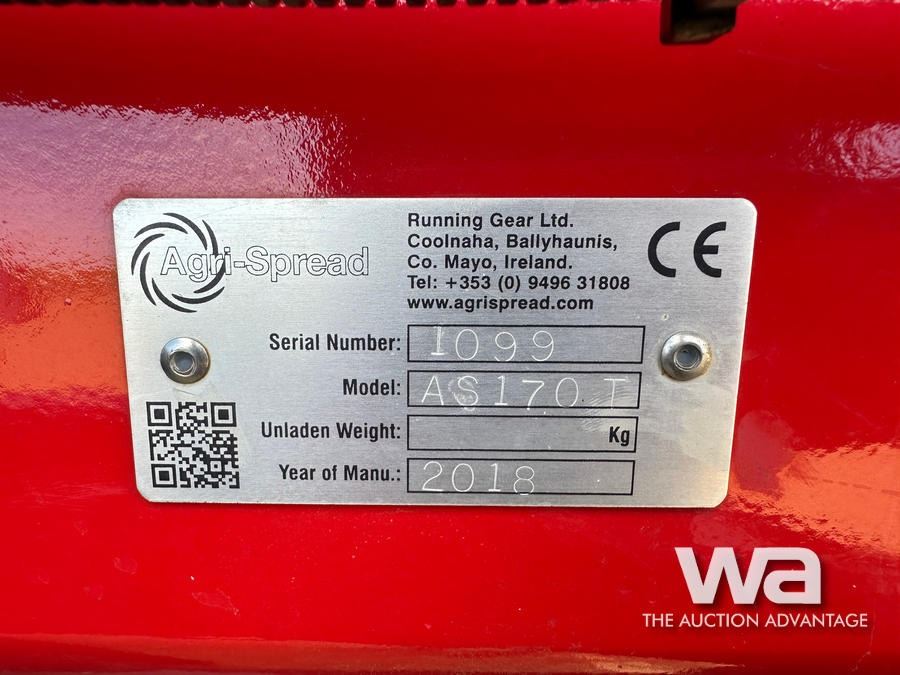 Agri-Spread
Running Gear Ltd.
Coolnaha, Ballyhaunis,
Co. Mayo, Ireland.
Tel: +353 (0) 9496 31808
www.agrispread.com
CE
Serial Number: 1099
Model: AS170T
Unladen Weight: Kg
Year of Manu.: 2018
wa
THE AUCTION ADVANTAGE